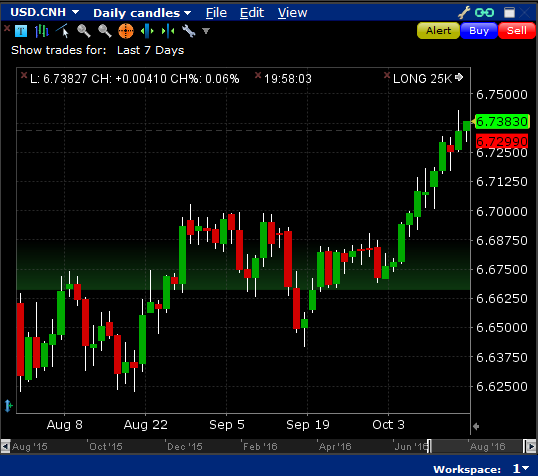 USD.CNH Daily candles File Edit View
T Alert Buy Sell
Show trades for: Last 7 Days
L: 6.73827 CH: +0.00410 CH%: 0.06% 19:58:03 LONG 25K
6.75000
6.73830
6.72990
6.72500
6.71250
6.70000
6.68750
6.67500
6.66250
6.65000
6.63750
6.62500
Aug 8 Aug 22 Sep 5 Sep 19 Oct 3
Aug '15 Oct '15 Dec '15 Feb '16 Apr '16 Jun '16 Aug '16
Workspace: 1